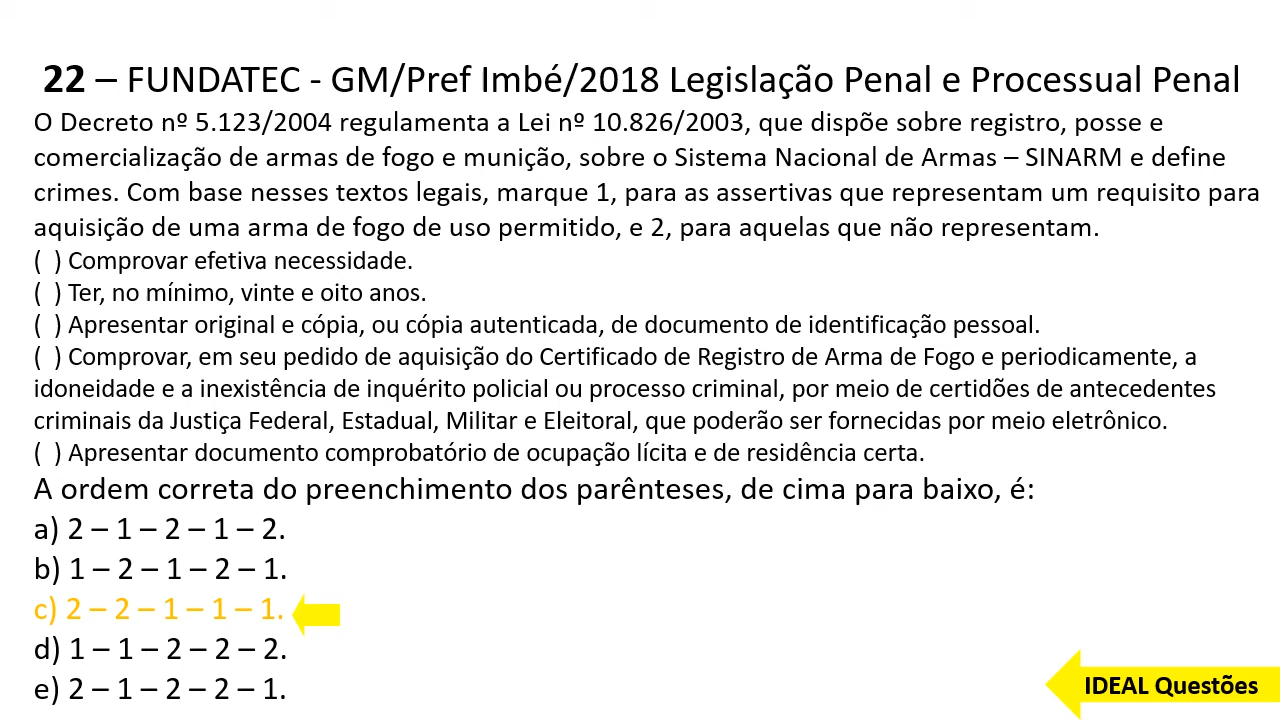 22 – FUNDATEC - GM/Pref Imbé/2018 Legislação Penal e Processual Penal
O Decreto nº 5.123/2004 regulamenta a Lei nº 10.826/2003, que dispõe sobre registro, posse e
comercialização de armas de fogo e munição, sobre o Sistema Nacional de Armas – SINARM e define
crimes. Com base nesses textos legais, marque 1, para as assertivas que representam um requisito para
aquisição de uma arma de fogo de uso permitido, e 2, para aquelas que não representam.
(  ) Comprovar efetiva necessidade.
(  ) Ter, no mínimo, vinte e oito anos.
(  ) Apresentar original e cópia, ou cópia autenticada, de documento de identificação pessoal.
(  ) Comprovar, em seu pedido de aquisição do Certificado de Registro de Arma de Fogo e periodicamente, a
idoneidade e a inexistência de inquérito policial ou processo criminal, por meio de certidões de antecedentes
criminais da Justiça Federal, Estadual, Militar e Eleitoral, que poderão ser fornecidas por meio eletrônico.
(  ) Apresentar documento comprobatório de ocupação lícita e de residência certa.
A ordem correta do preenchimento dos parênteses, de cima para baixo, é:
a) 2 – 1 – 2 – 1 – 2.
b) 1 – 2 – 1 – 2 – 1.
c) 2 – 2 – 1 – 1 – 1.
d) 1 – 1 – 2 – 2 – 2.
e) 2 – 1 – 2 – 2 – 1.
IDEAL Questões